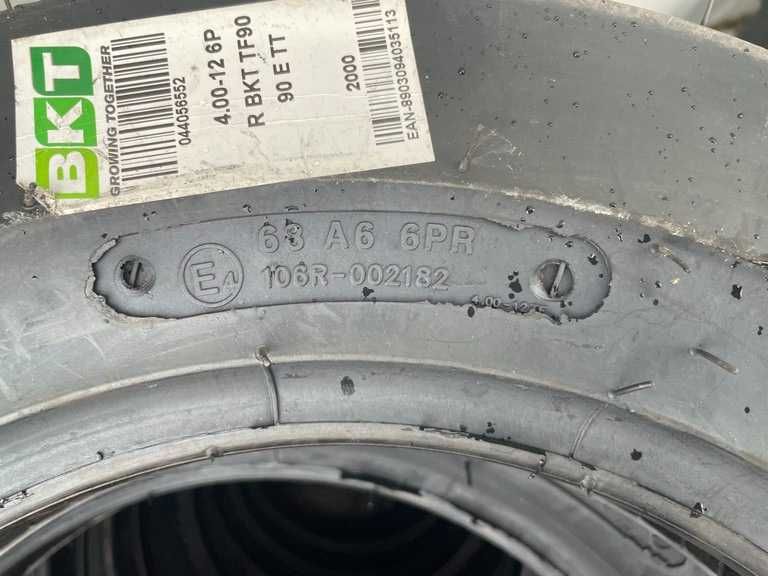 BKT
GROWING TOGETHER
044056552
4.00-12 6P
R BKT TF90
90 E TT
2000
EAN-8903094035113
63 A6 6PR
E4
106R-002182